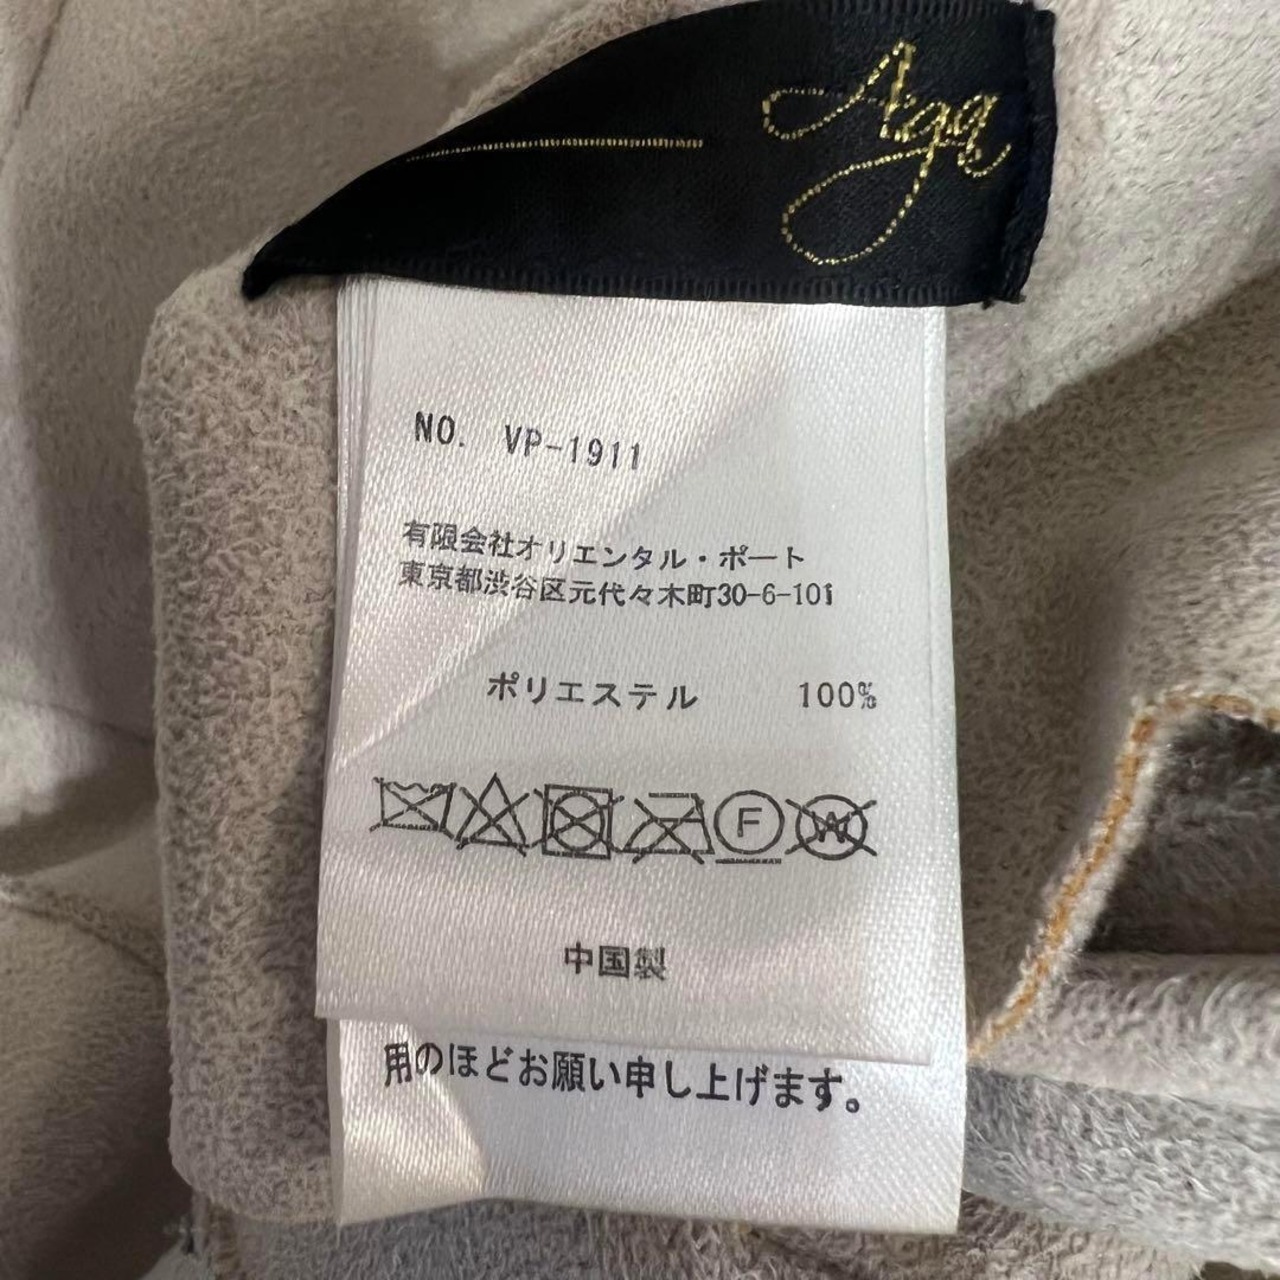 NO. VP-1911
有限会社オリエンタル・ポート
東京都渋谷区元代々木町30-6-101
ポリエステル 100%
F
W
中国製
用のほどお願い申し上げます。